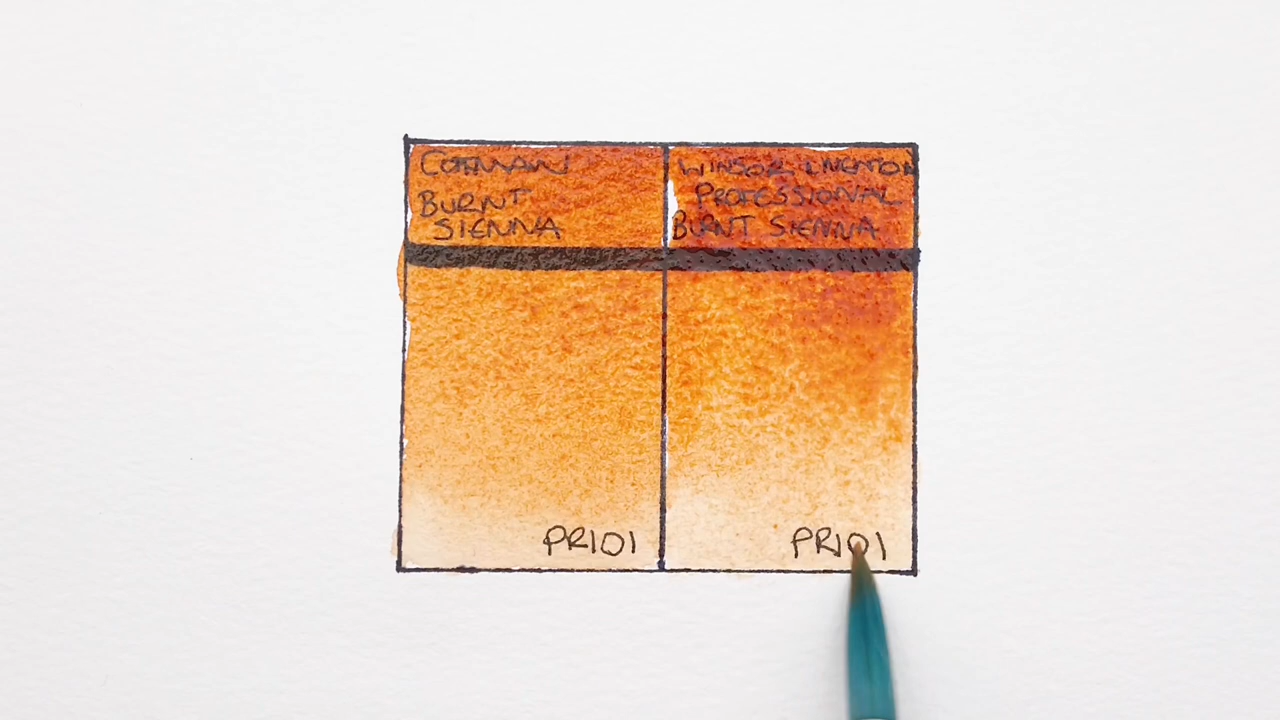 COTMAN
BURNT
SIENNA
WINSOR & NEWTON
PROFESSIONAL
BURNT SIENNA
PR101
PR101